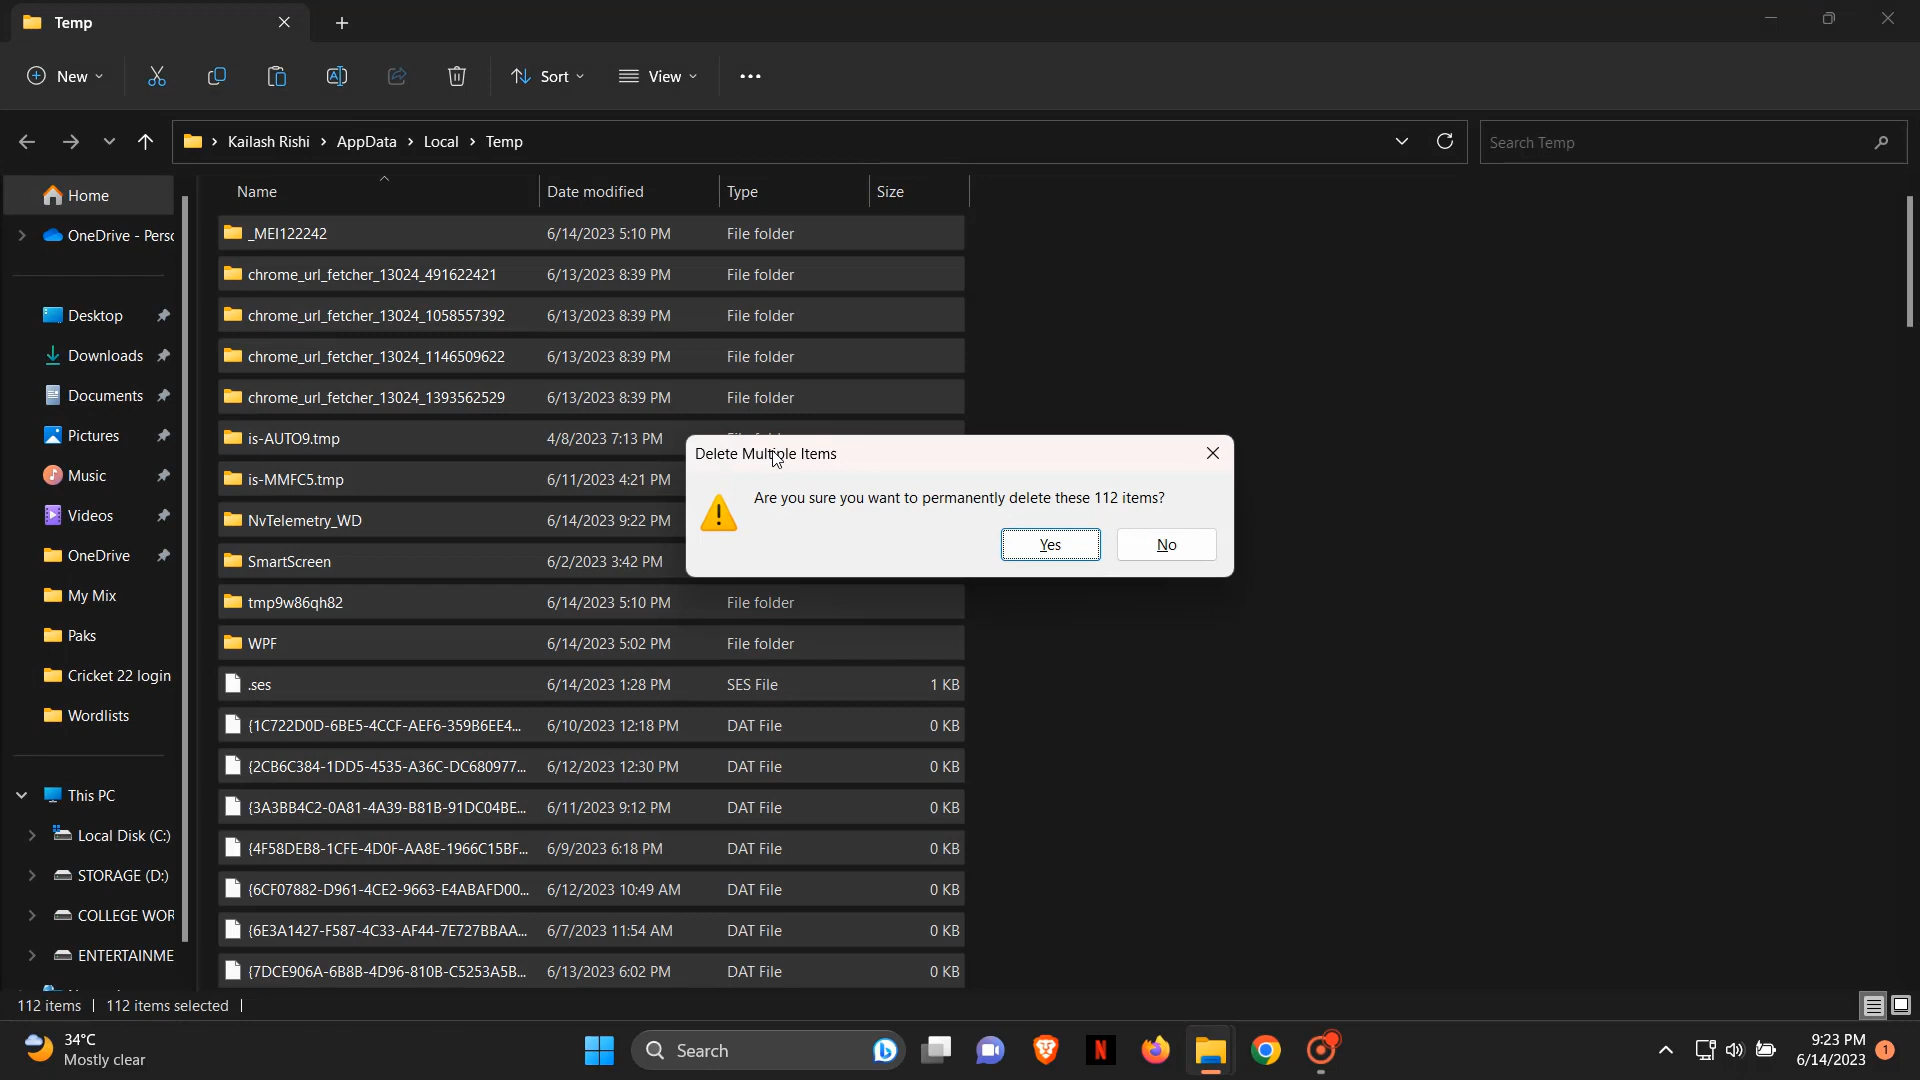 Temp
New
Sort
View
Kailash Rishi
AppData
Local
Temp
Search Temp
Home
OneDrive - Perso
Desktop
Downloads
Documents
Pictures
Music
Videos
OneDrive
My Mix
Paks
Cricket 22 login
Wordlists
This PC
Local Disk (C:)
STORAGE (D:)
COLLEGE WOR
ENTERTAINME
Name Date modified Type Size
_MEI122242 6/14/2023 5:10 PM File folder
chrome_url_fetcher_13024_491622421 6/13/2023 8:39 PM File folder
chrome_url_fetcher_13024_1058557392 6/13/2023 8:39 PM File folder
chrome_url_fetcher_13024_1146509622 6/13/2023 8:39 PM File folder
chrome_url_fetcher_13024_1393562529 6/13/2023 8:39 PM File folder
is-AUTO9.tmp 4/8/2023 7:13 PM
is-MMFC5.tmp 6/11/2023 4:21 PM
NvTelemetry_WD 6/14/2023 9:22 PM
SmartScreen 6/2/2023 3:42 PM
tmp9w86qh82 6/14/2023 5:10 PM File folder
WPF 6/14/2023 5:02 PM File folder
.ses 6/14/2023 1:28 PM SES File 1 KB
{1C722D0D-6BE5-4CCF-AEF6-359B6EE4... 6/10/2023 12:18 PM DAT File 0 KB
{2CB6C384-1DD5-4535-A36C-DC680977... 6/12/2023 12:30 PM DAT File 0 KB
{3A3BB4C2-0A81-4A39-B81B-91DC04BE... 6/11/2023 9:12 PM DAT File 0 KB
{4F58DEB8-1CFE-4D0F-AA8E-1966C15BF... 6/9/2023 6:18 PM DAT File 0 KB
{6CF07882-D961-4CE2-9663-E4ABAFD00... 6/12/2023 10:49 AM DAT File 0 KB
{6E3A1427-F587-4C33-AF44-7E727BBAA... 6/7/2023 11:54 AM DAT File 0 KB
{7DCE906A-6B8B-4D96-810B-C5253A5B... 6/13/2023 6:02 PM DAT File 0 KB
Delete Multiple Items
Are you sure you want to permanently delete these 112 items?
Yes
No
112 items
112 items selected
34°C
Mostly clear
Search
9:23 PM
6/14/2023
1